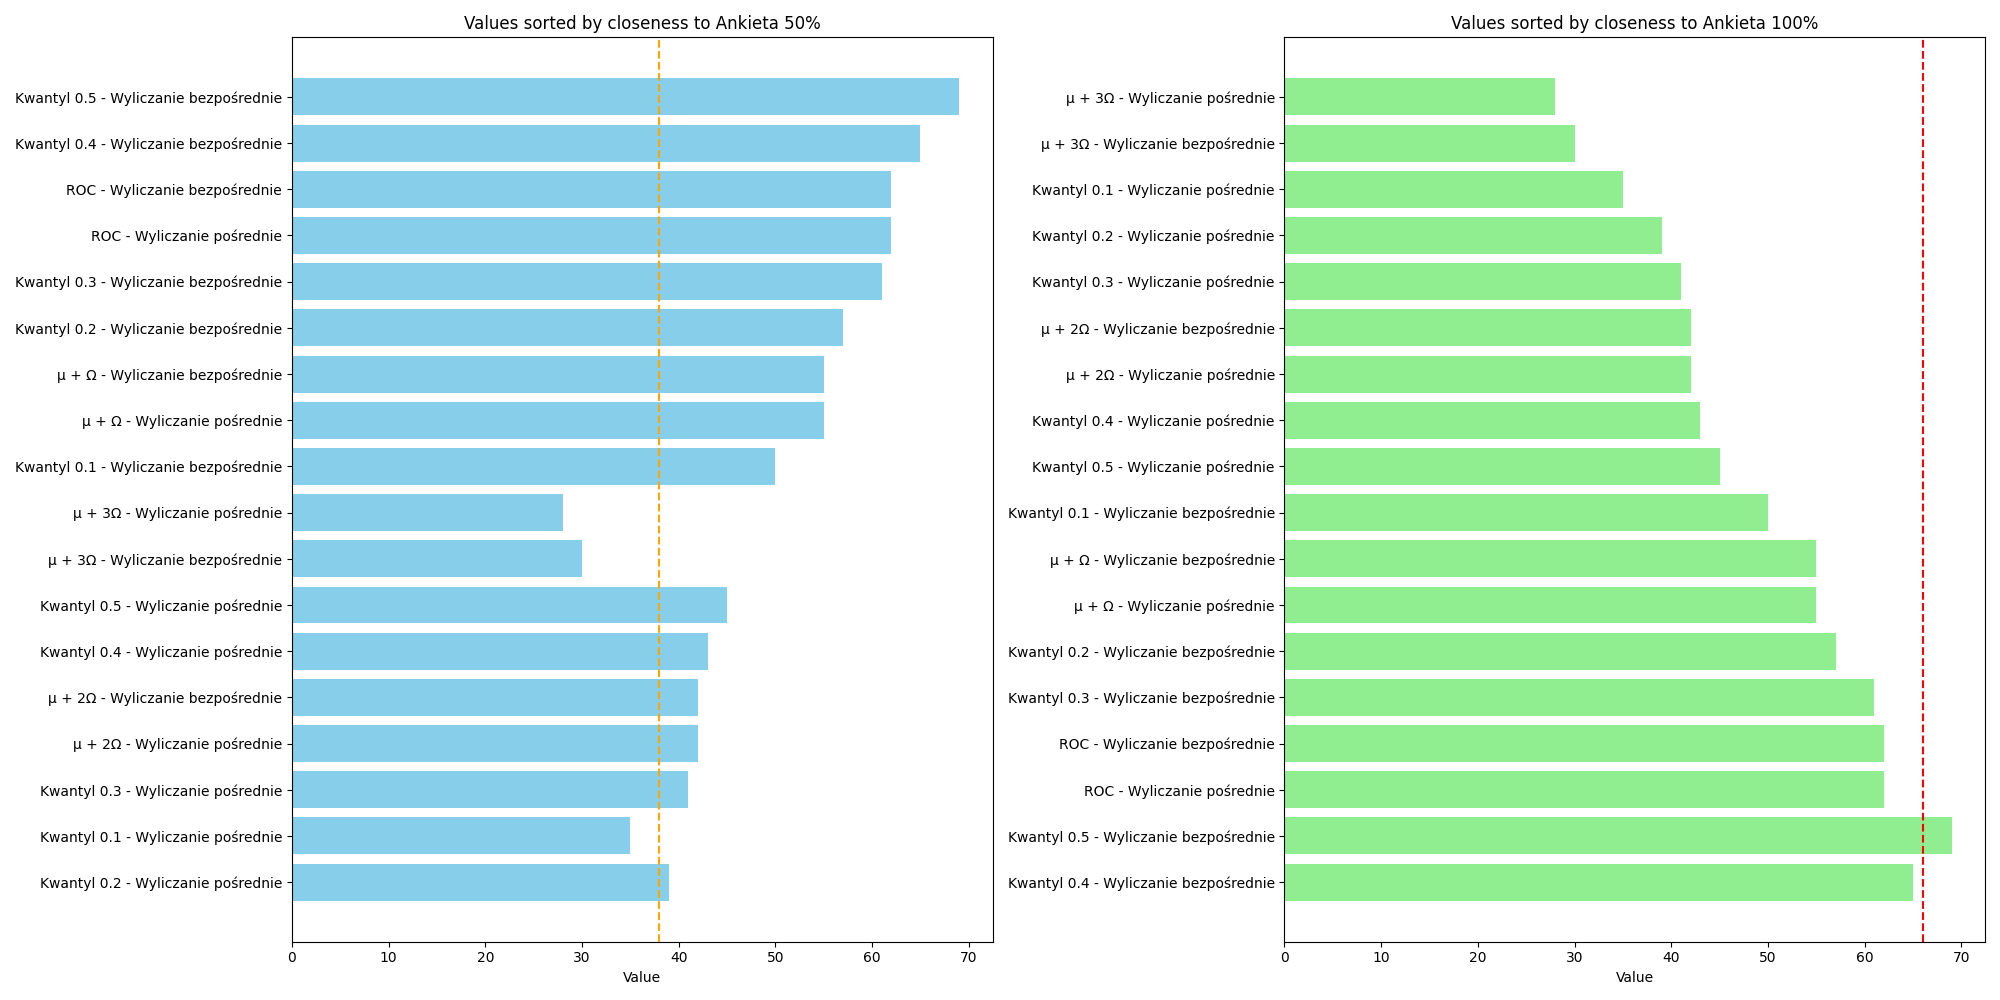 Values sorted by closeness to Ankieta 50%
Kwantyl 0.5 - Wyliczanie bezpośrednie
Kwantyl 0.4 - Wyliczanie bezpośrednie
ROC - Wyliczanie bezpośrednie
ROC - Wyliczanie pośrednie
Kwantyl 0.3 - Wyliczanie bezpośrednie
Kwantyl 0.2 - Wyliczanie bezpośrednie
μ + Ω - Wyliczanie bezpośrednie
μ + Ω - Wyliczanie pośrednie
Kwantyl 0.1 - Wyliczanie bezpośrednie
μ + 3Ω - Wyliczanie pośrednie
μ + 3Ω - Wyliczanie bezpośrednie
Kwantyl 0.5 - Wyliczanie pośrednie
Kwantyl 0.4 - Wyliczanie pośrednie
μ + 2Ω - Wyliczanie bezpośrednie
μ + 2Ω - Wyliczanie pośrednie
Kwantyl 0.3 - Wyliczanie pośrednie
Kwantyl 0.1 - Wyliczanie pośrednie
Kwantyl 0.2 - Wyliczanie pośrednie
0 10 20 30 40 50 60 70
Value
Values sorted by closeness to Ankieta 100%
μ + 3Ω - Wyliczanie pośrednie
μ + 3Ω - Wyliczanie bezpośrednie
Kwantyl 0.1 - Wyliczanie pośrednie
Kwantyl 0.2 - Wyliczanie pośrednie
Kwantyl 0.3 - Wyliczanie pośrednie
μ + 2Ω - Wyliczanie bezpośrednie
μ + 2Ω - Wyliczanie pośrednie
Kwantyl 0.4 - Wyliczanie pośrednie
Kwantyl 0.5 - Wyliczanie pośrednie
Kwantyl 0.1 - Wyliczanie bezpośrednie
μ + Ω - Wyliczanie bezpośrednie
μ + Ω - Wyliczanie pośrednie
Kwantyl 0.2 - Wyliczanie bezpośrednie
Kwantyl 0.3 - Wyliczanie bezpośrednie
ROC - Wyliczanie bezpośrednie
ROC - Wyliczanie pośrednie
Kwantyl 0.5 - Wyliczanie bezpośrednie
Kwantyl 0.4 - Wyliczanie bezpośrednie
0 10 20 30 40 50 60 70
Value